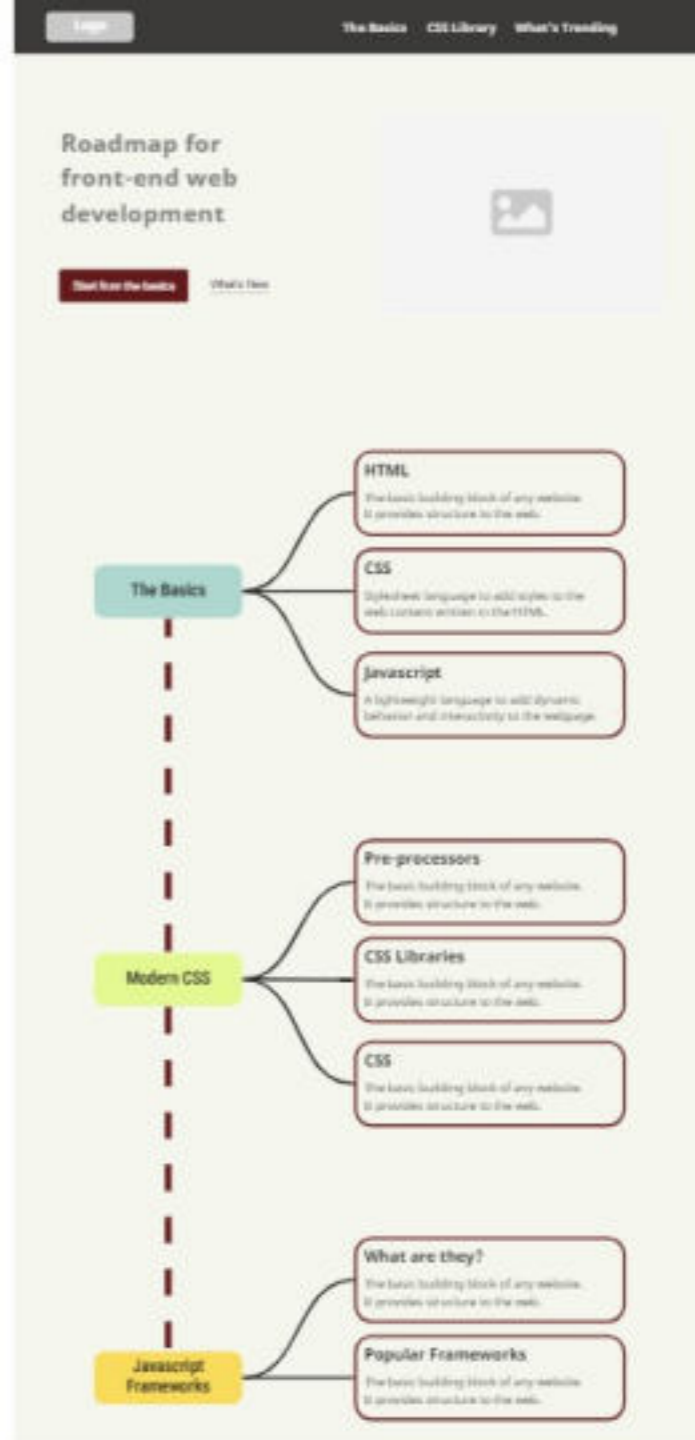 Logo
The Basics CSS Library What's Trending
Roadmap for
front-end web
development
Start from the basics What's New
HTML
The basic building block of any website.
It provides structure to the web.
The Basics
CSS
Stylesheet language to add styles to the
web content written in the HTML.
Javascript
A lightweight language to add dynamic
behavior and interactivity to the webpage.
Pre-processors
The basic building block of any website.
It provides structure to the web.
Modern CSS
CSS Libraries
The basic building block of any website.
It provides structure to the web.
CSS
The basic building block of any website.
It provides structure to the web.
What are they?
The basic building block of any website.
It provides structure to the web.
Javascript
Frameworks
Popular Frameworks
The basic building block of any website.
It provides structure to the web.